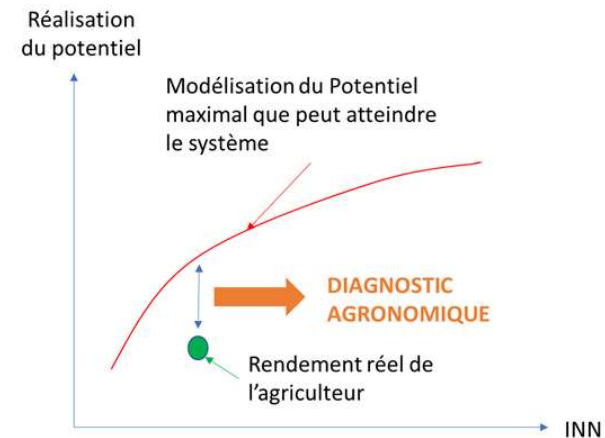 Réalisation
du potentiel
Modélisation du Potentiel
maximal que peut atteindre
le système
DIAGNOSTIC
AGRONOMIQUE
Rendement réel de
l'agriculteur
INN